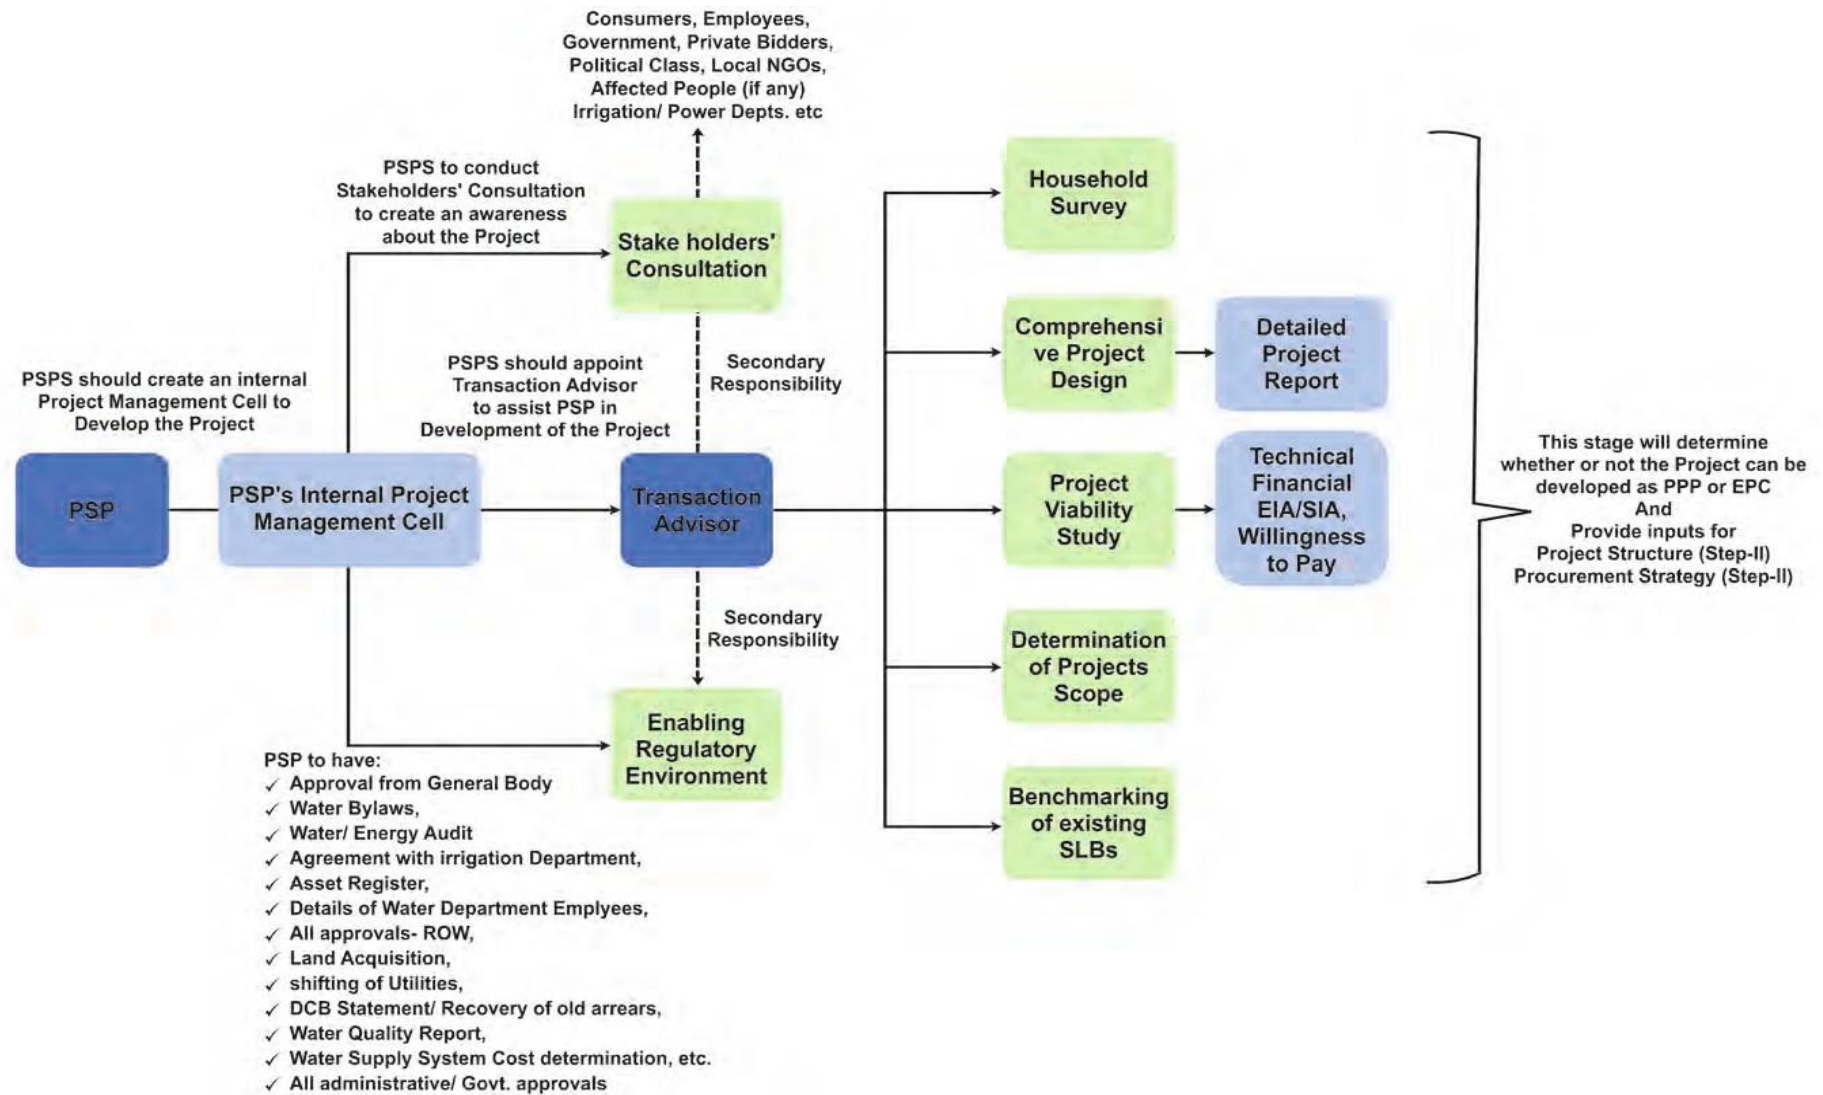 Consumers, Employees,
Government, Private Bidders,
Political Class, Local NGOs,
Affected People (if any)
Irrigation/ Power Depts. etc
PSPS to conduct
Stakeholders' Consultation
to create an awareness
about the Project
Stake holders'
Consultation
PSPS should appoint
Transaction Advisor
to assist PSP in
Development of the Project
Secondary
Responsibility
PSPS should create an internal
Project Management Cell to
Develop the Project
PSP
PSP's Internal Project
Management Cell
Transaction
Advisor
Secondary
Responsibility
Enabling
Regulatory
Environment
PSP to have:
✓ Approval from General Body
✓ Water Bylaws,
✓ Water/ Energy Audit
✓ Agreement with irrigation Department,
✓ Asset Register,
✓ Details of Water Department Emplyees,
✓ All approvals- ROW,
✓ Land Acquisition,
✓ shifting of Utilities,
✓ DCB Statement/ Recovery of old arrears,
✓ Water Quality Report,
✓ Water Supply System Cost determination, etc.
✓ All administrative/ Govt. approvals
Household
Survey
Comprehensi
ve Project
Design
Detailed
Project
Report
Project
Viability
Study
Technical
Financial
EIA/SIA,
Willingness
to Pay
Determination
of Projects
Scope
Benchmarking
of existing
SLBs
This stage will determine
whether or not the Project can be
developed as PPP or EPC
And
Provide inputs for
Project Structure (Step-II)
Procurement Strategy (Step-II)